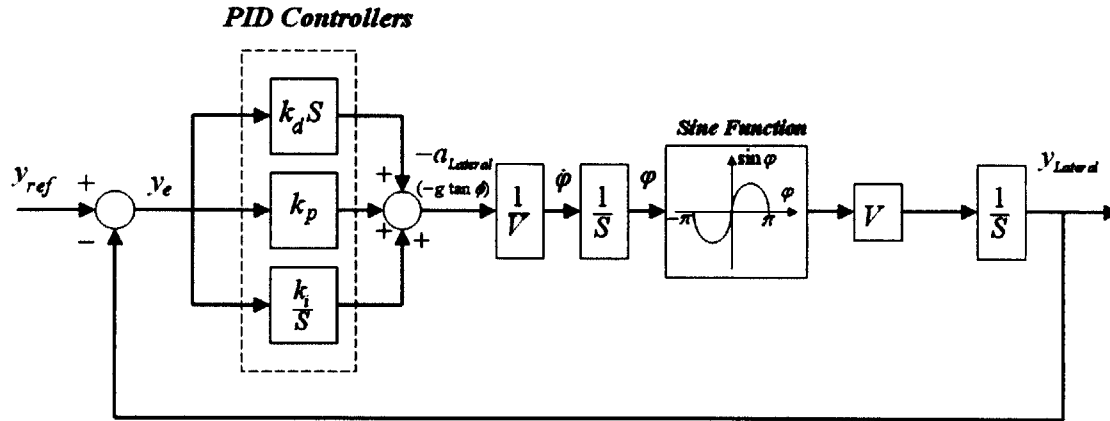 PID Controllers
k_d S
Sine Function
sin φ
-a_Lateral
(-g tan ϕ)
y_ref
+
y_e
k_p
+
+
+
1/V
φ̇
1/S
φ
φ
-π
π
V
1/S
y_Lateral
−
k_i/S